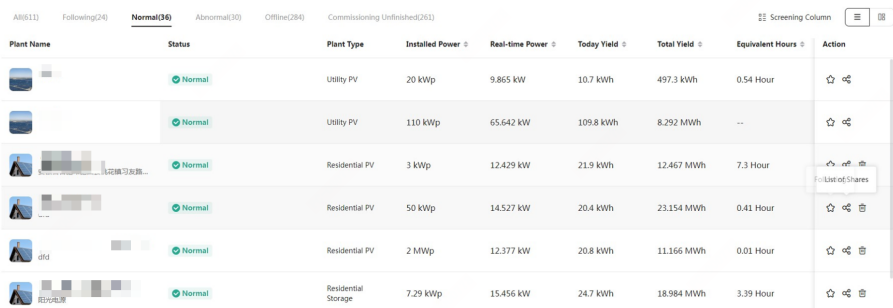 All(611) Following(24) Normal(36) Abnormal(30) Offline(284) Commissioning Unfinished(261) Screening Column
Plant Name Status Plant Type Installed Power Real-time Power Today Yield Total Yield Equivalent Hours Action
Normal Utility PV 20 kWp 9.865 kW 10.7 kWh 497.3 kWh 0.54 Hour
Normal Utility PV 110 kWp 65.642 kW 109.8 kWh 8.292 MWh --
Normal Residential PV 3 kWp 12.429 kW 21.9 kWh 12.467 MWh 7.3 Hour
桃花镇习友路...
List of Shares
Normal Residential PV 50 kWp 14.527 kW 20.4 kWh 23.154 MWh 0.41 Hour
dfd Normal Residential PV 2 MWp 12.377 kW 20.8 kWh 11.166 MWh 0.01 Hour
阳光电源 Normal Residential Storage 7.29 kWp 15.456 kW 24.7 kWh 18.984 MWh 3.39 Hour